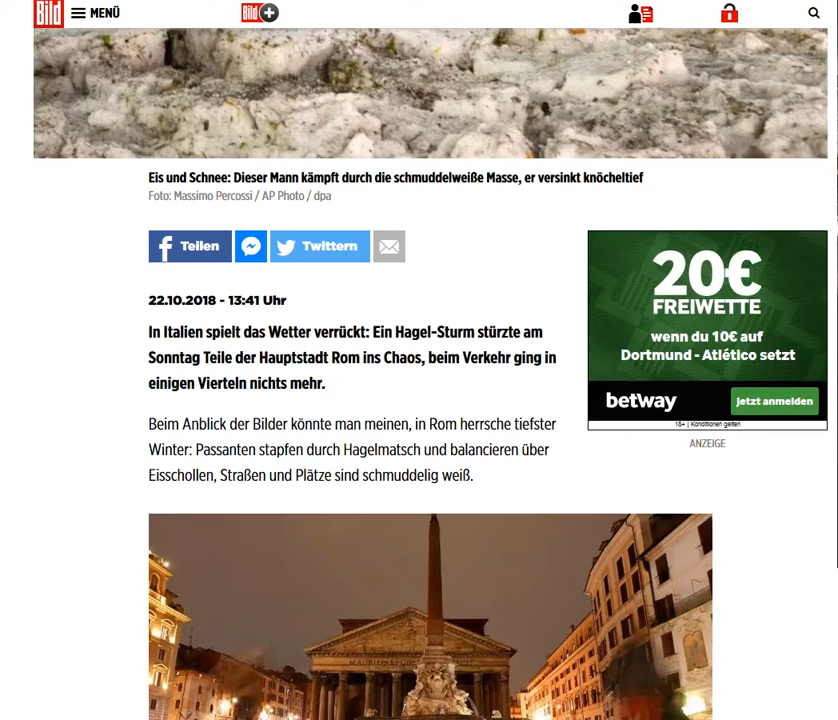 Bild MENÜ Bild +
Eis und Schnee: Dieser Mann kämpft durch die schmuddelweiße Masse, er versinkt knöcheltief
Foto: Massimo Percossi / AP Photo / dpa
f Teilen Twittern
22.10.2018 - 13:41 Uhr
In Italien spielt das Wetter verrückt: Ein Hagel-Sturm stürzte am
Sonntag Teile der Hauptstadt Rom ins Chaos, beim Verkehr ging in
einigen Vierteln nichts mehr.
Beim Anblick der Bilder könnte man meinen, in Rom herrsche tiefster
Winter: Passanten stapfen durch Hagelmatsch und balancieren über
Eisschollen, Straßen und Plätze sind schmuddelig weiß.
20€
FREIWETTE
wenn du 10€ auf
Dortmund - Atlético setzt
betway Jetzt anmelden
18+ | Konditionen gelten
ANZEIGE